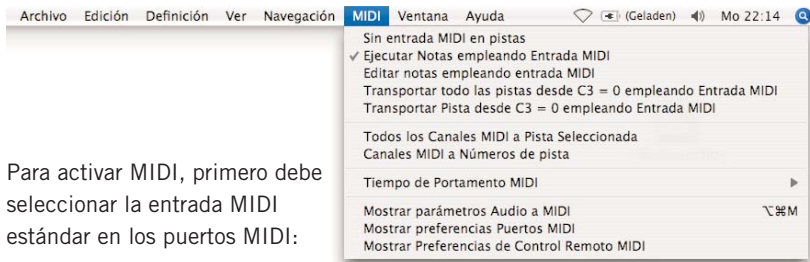 Archivo Edición Definición Ver Navegación MIDI Ventana Ayuda (Geladen) Mo 22:14
Sin entrada MIDI en pistas
✓ Ejecutar Notas empleando Entrada MIDI
Editar notas empleando entrada MIDI
Transportar todo las pistas desde C3 = 0 empleando Entrada MIDI
Transportar Pista desde C3 = 0 empleando Entrada MIDI
Todos los Canales MIDI a Pista Seleccionada
Canales MIDI a Números de pista
Tiempo de Portamento MIDI
Mostrar parámetros Audio a MIDI ⌥⌘M
Mostrar preferencias Puertos MIDI
Mostrar Preferencias de Control Remoto MIDI
Para activar MIDI, primero debe
seleccionar la entrada MIDI
estándar en los puertos MIDI: